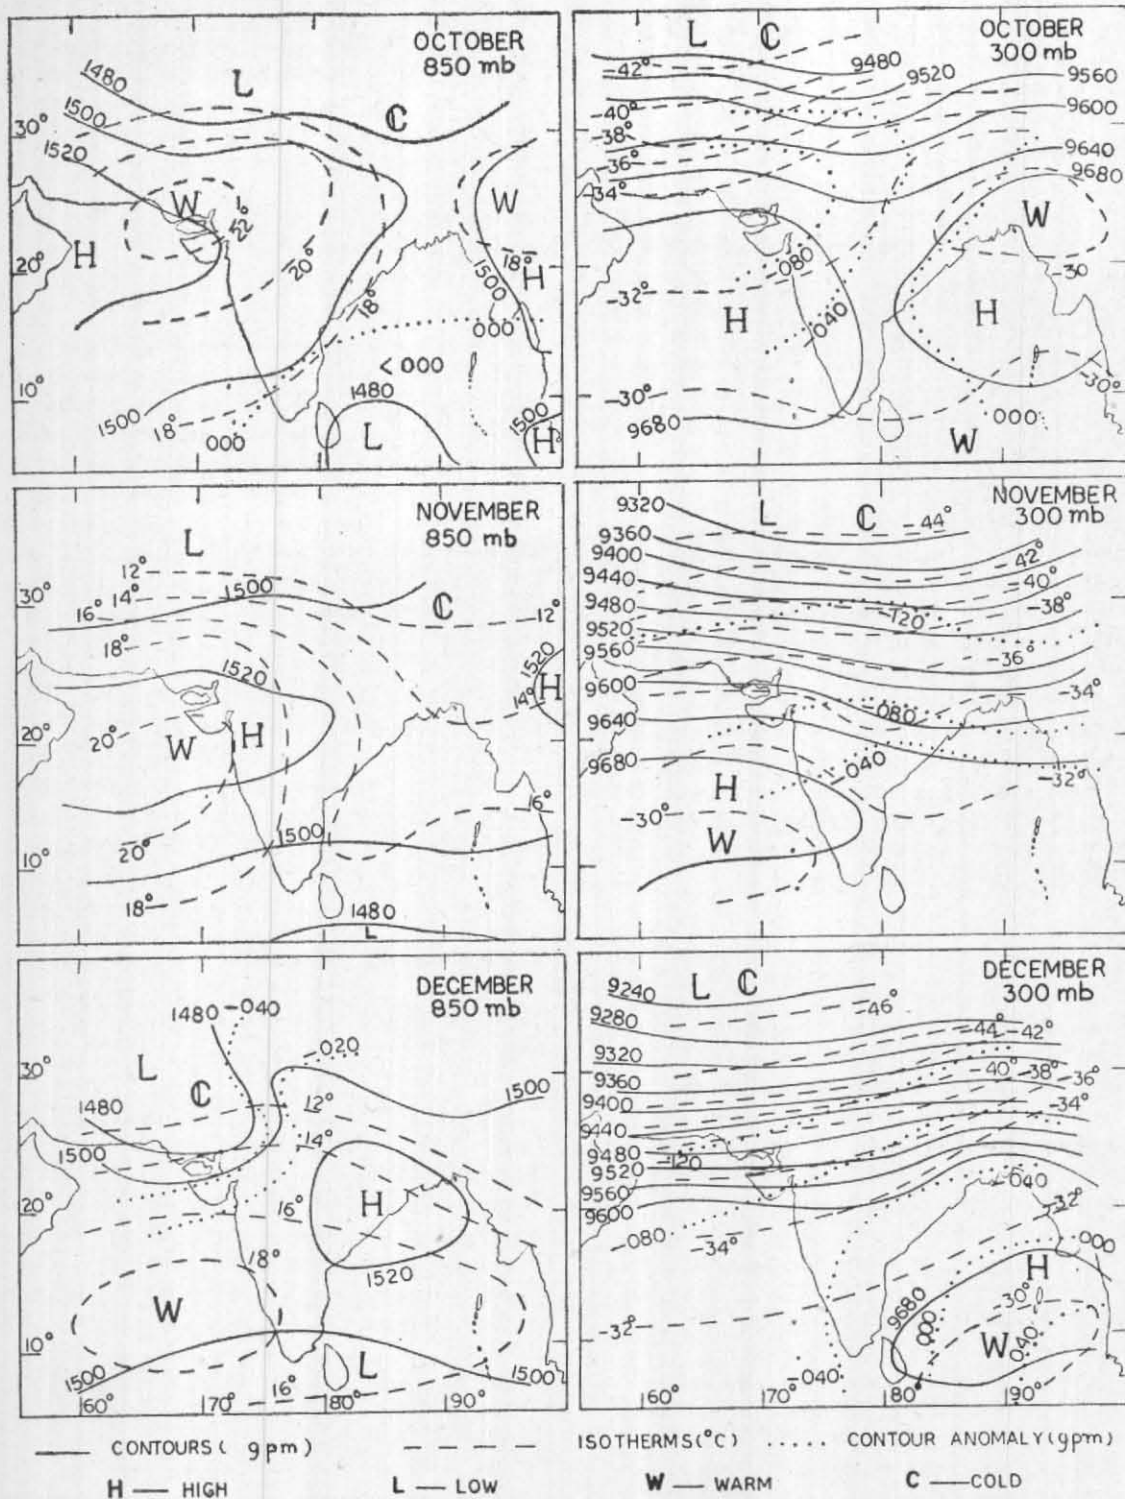 OCTOBER
850 mb
L
1480
1500
1520
C
30°
W
22°
W
H
20°
20°
18°
18°
H
1500
000
< 000
1480
10°
1500
18°
000
L
1500
H
OCTOBER
300 mb
L C
-42°
9480
9520
9560
-40°
9600
-38°
-36°
9640
9680
-34°
W
-080
-30
-32°
H
-040
H
-30°
-30°
9680
000
W
NOVEMBER
850 mb
L
12°
1500
30°
16° 14°
C
12°
18°
1520
1520
H
14°
20°
20°
W H
16°
1500
20°
10°
18°
1480
L
NOVEMBER
300 mb
9320
L C -44°
9360
9400
42°
9440
-40°
9480
-120
-38°
9520
9560
-36°
9600
-34°
-080
9640
9680
-040
-32°
H
-30°
W
DECEMBER
850 mb
1480 -040
-020
30°
L
C
1500
1480
12°
14°
1500
20°
16°
H
18°
1520
W
10°
L
1500
1500
16°
60° 70° 80° 90°
DECEMBER
300 mb
9240 L C
-46°
9280
-44° -42°
9320
-40° -38° -36°
9360
9400
-34°
9440
9480
-120
9520
9560
-040
9600
-32°
-080
-34°
000
H
9680
-30°
-32°
000
W
040
-040
60° 70° 80° 90°
CONTOURS ( gpm) ISOTHERMS(°C) ..... CONTOUR ANOMALY(gpm)
H — HIGH L — LOW W — WARM C — COLD